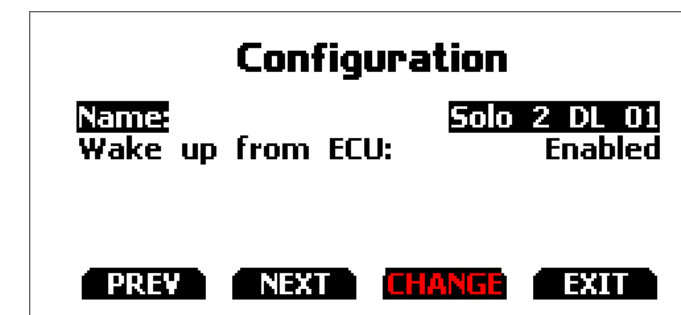 Configuration
Name: Solo 2 DL 01
Wake up from ECU: Enabled
PREV NEXT CHANGE EXIT